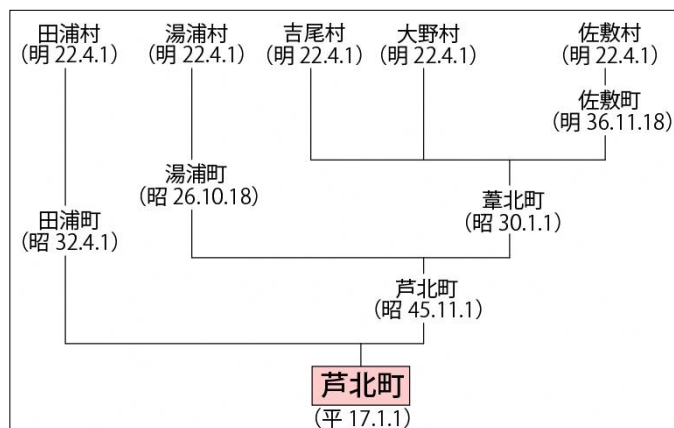 田浦村
(明 22.4.1)
湯浦村
(明 22.4.1)
吉尾村
(明 22.4.1)
大野村
(明 22.4.1)
佐敷村
(明 22.4.1)
佐敷町
(明 36.11.18)
湯浦町
(昭 26.10.18)
葦北町
(昭 30.1.1)
田浦町
(昭 32.4.1)
芦北町
(昭 45.11.1)
芦北町
(平 17.1.1)